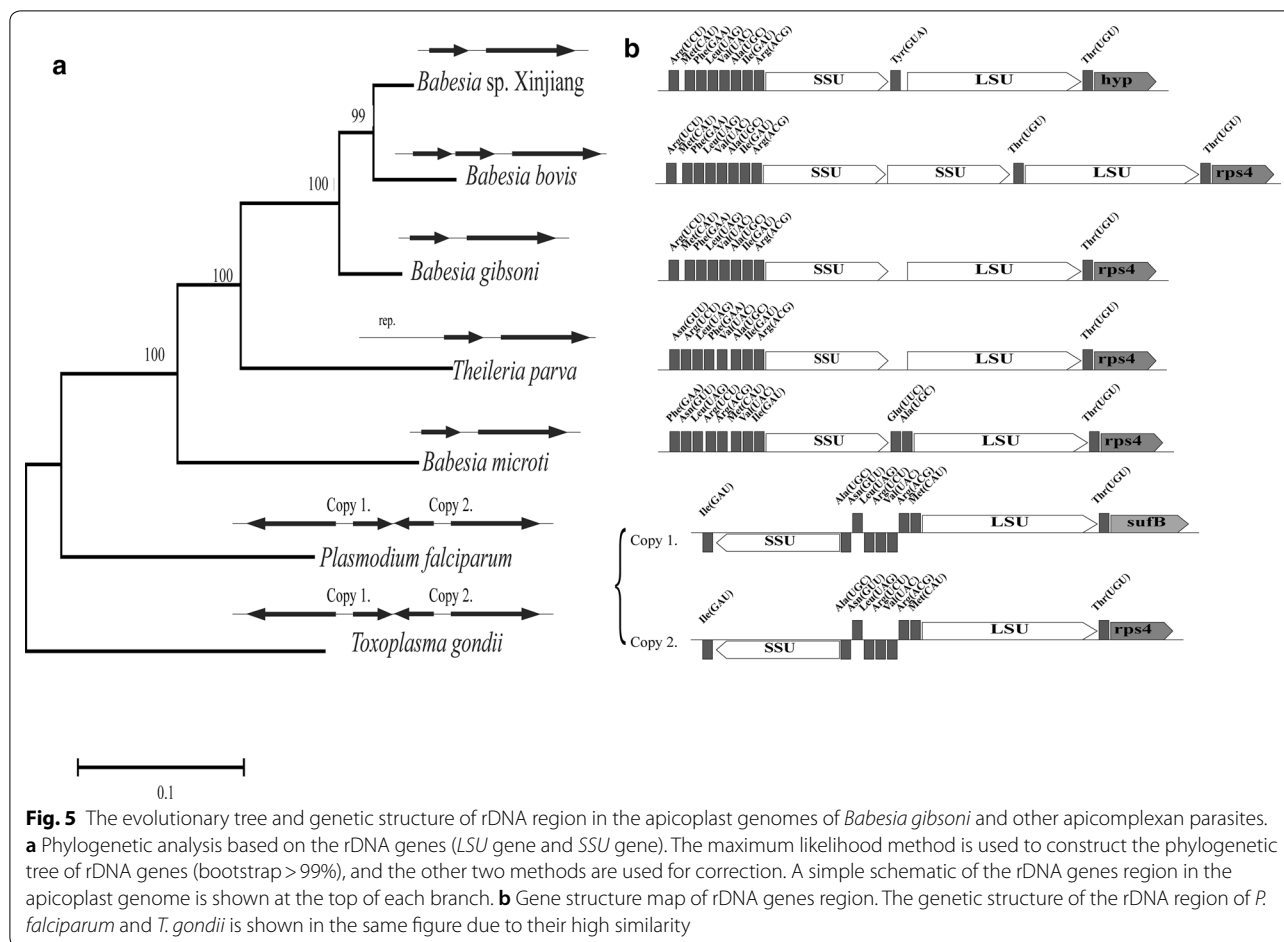 a
Babesia sp. Xinjiang
99
Babesia bovis
100
Babesia gibsoni
100
rep.
Theileria parva
100
Babesia microti
Copy 1. Copy 2.
Plasmodium falciparum
Copy 1. Copy 2.
Toxoplasma gondii
0.1
b
Arg(UCU) Met(CAU) Phe(GAA) Leu(UAG) Val(UAC) Ala(UGC) Ile(GAU) Arg(ACG) Tyr(GUA) Thr(UGU)
SSU LSU hyp
Arg(UCU) Met(CAU) Phe(GAA) Leu(UAG) Val(UAC) Ala(UGC) Ile(GAU) Arg(ACG) Thr(UGU) Thr(UGU)
SSU SSU LSU rps4
Arg(UCU) Met(CAU) Phe(GAA) Leu(UAG) Val(UAC) Ala(UGC) Ile(GAU) Arg(ACG) Thr(UGU)
SSU LSU rps4
Asn(GUU) Arg(UCU) Leu(UAG) Phe(GAA) Val(UAC) Ala(UGC) Ile(GAU) Arg(ACG) Thr(UGU)
SSU LSU rps4
Phe(GAA) Asn(GUU) Leu(UAG) Arg(UCU) Arg(ACG) Met(CAU) Val(UAC) Ile(GAU) Glu(UUC) Ala(UGC) Thr(UGU)
SSU LSU rps4
Ile(GAU) Ala(UGC) Asn(GUU) Leu(UAG) Arg(UCU) Val(UAC) Arg(ACG) Met(CAU) Thr(UGU)
Copy 1. SSU LSU sufB
Ile(GAU) Ala(UGC) Asn(GUU) Leu(UAG) Arg(UCU) Val(UAC) Arg(ACG) Met(CAU) Thr(UGU)
Copy 2. SSU LSU rps4
Fig. 5 The evolutionary tree and genetic structure of rDNA region in the apicoplast genomes of Babesia gibsoni and other apicomplexan parasites.
a Phylogenetic analysis based on the rDNA genes (LSU gene and SSU gene). The maximum likelihood method is used to construct the phylogenetic
tree of rDNA genes (bootstrap > 99%), and the other two methods are used for correction. A simple schematic of the rDNA genes region in the
apicoplast genome is shown at the top of each branch. b Gene structure map of rDNA genes region. The genetic structure of the rDNA region of P.
falciparum and T. gondii is shown in the same figure due to their high similarity